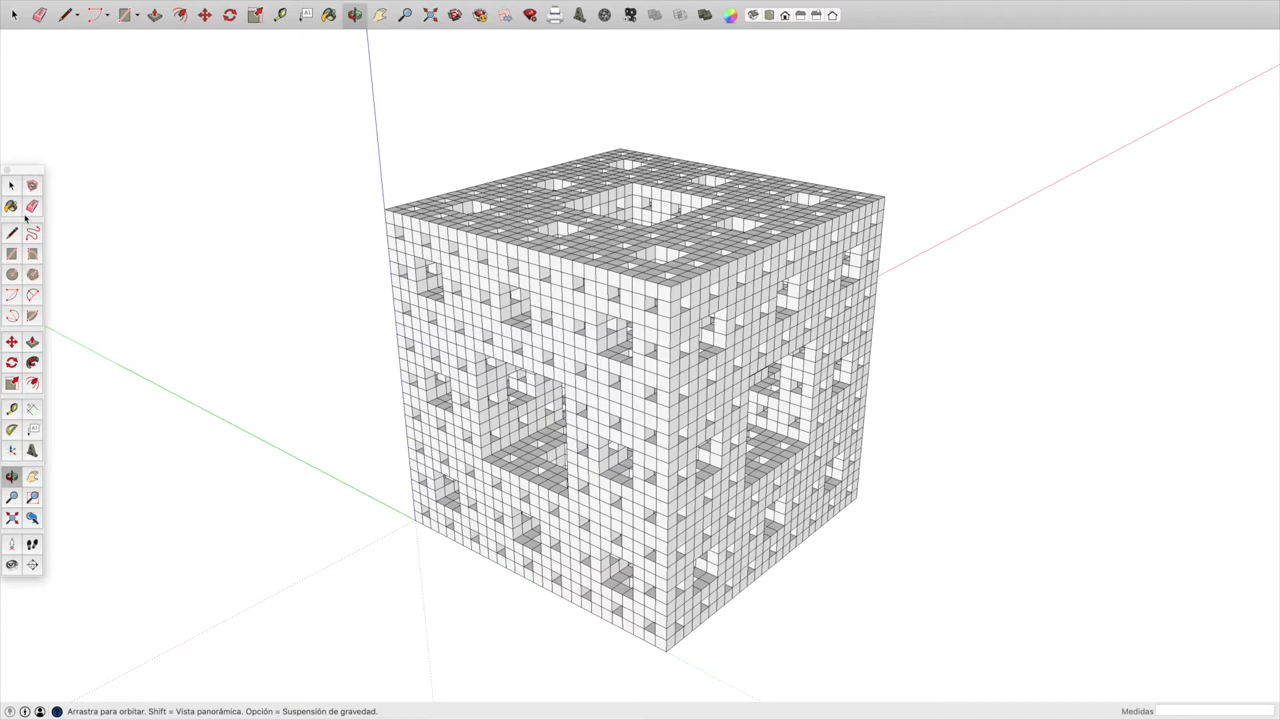 Arrastra para orbitar. Shift = Vista panorámica. Opción = Suspensión de gravedad.
Medidas